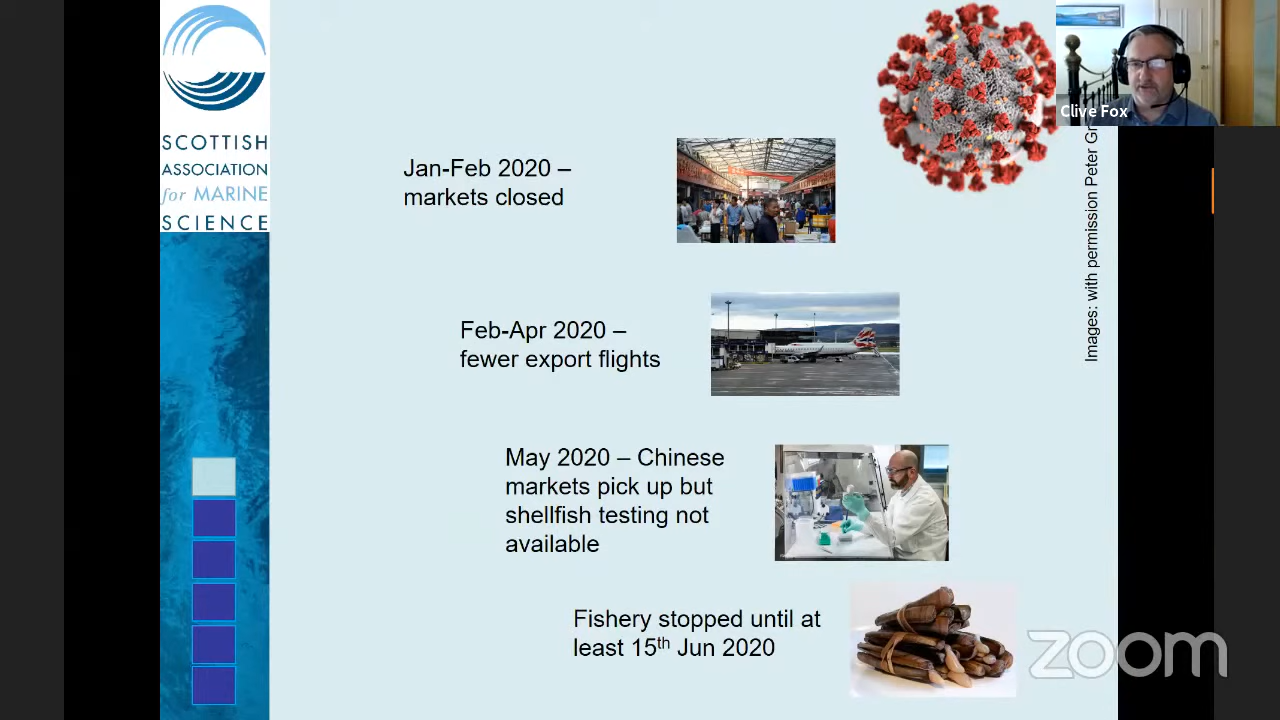 SCOTTISH
ASSOCIATION
for MARINE
SCIENCE
Jan-Feb 2020 –
markets closed
Feb-Apr 2020 –
fewer export flights
May 2020 – Chinese
markets pick up but
shellfish testing not
available
Fishery stopped until at
least 15th Jun 2020
Clive Fox
Images: with permission Peter
zoom